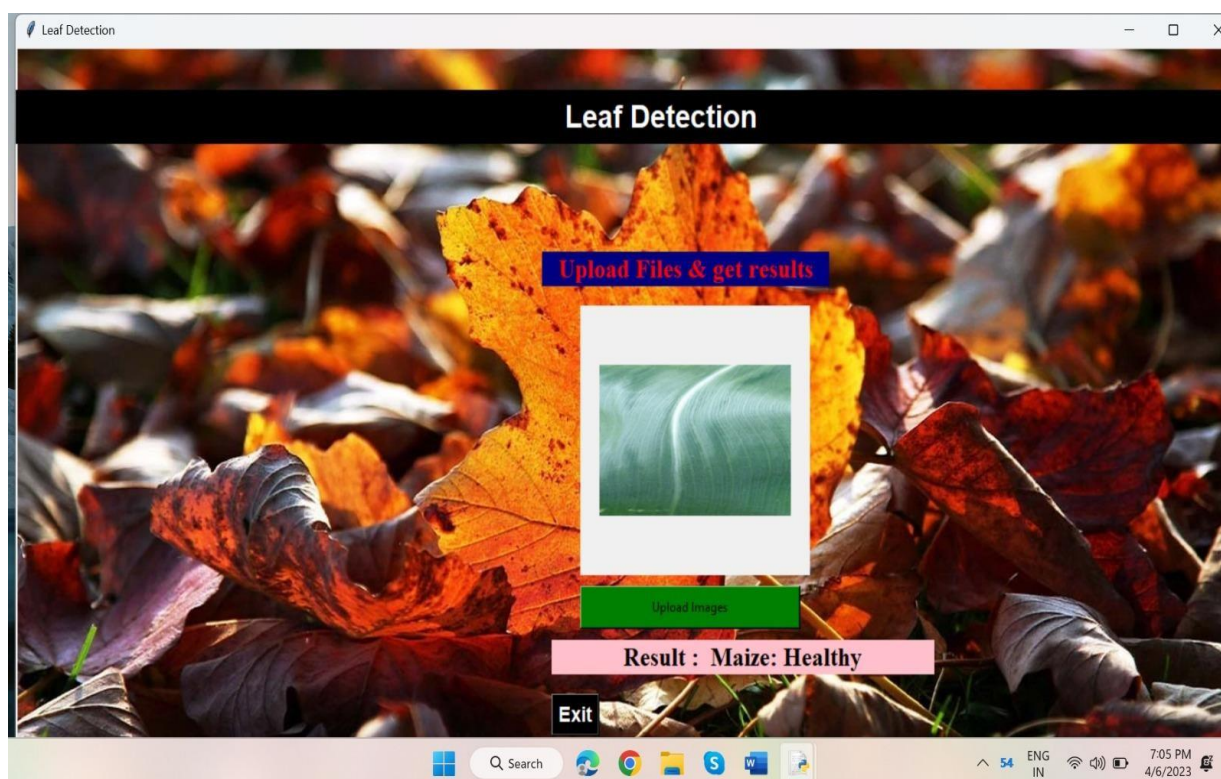 Leaf Detection
Leaf Detection
Upload Files & get results
Upload Images
Result : Maize: Healthy
Exit
Search
54
ENG
IN
7:05 PM
4/6/2023